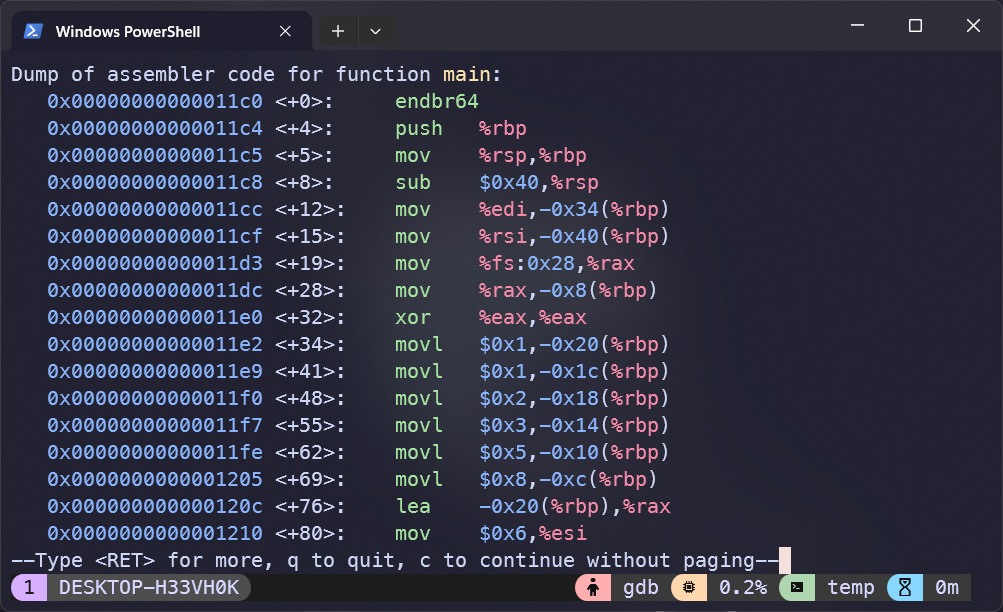 Windows PowerShell
Dump of assembler code for function main:
0x00000000000011c0 <+0>: endbr64
0x00000000000011c4 <+4>: push %rbp
0x00000000000011c5 <+5>: mov %rsp,%rbp
0x00000000000011c8 <+8>: sub $0x40,%rsp
0x00000000000011cc <+12>: mov %edi,-0x34(%rbp)
0x00000000000011cf <+15>: mov %rsi,-0x40(%rbp)
0x00000000000011d3 <+19>: mov %fs:0x28,%rax
0x00000000000011dc <+28>: mov %rax,-0x8(%rbp)
0x00000000000011e0 <+32>: xor %eax,%eax
0x00000000000011e2 <+34>: movl $0x1,-0x20(%rbp)
0x00000000000011e9 <+41>: movl $0x1,-0x1c(%rbp)
0x00000000000011f0 <+48>: movl $0x2,-0x18(%rbp)
0x00000000000011f7 <+55>: movl $0x3,-0x14(%rbp)
0x00000000000011fe <+62>: movl $0x5,-0x10(%rbp)
0x0000000000001205 <+69>: movl $0x8,-0xc(%rbp)
0x000000000000120c <+76>: lea -0x20(%rbp),%rax
0x0000000000001210 <+80>: mov $0x6,%esi
--Type <RET> for more, q to quit, c to continue without paging--
1 DESKTOP-H33VH0K gdb 0.2% temp 0m